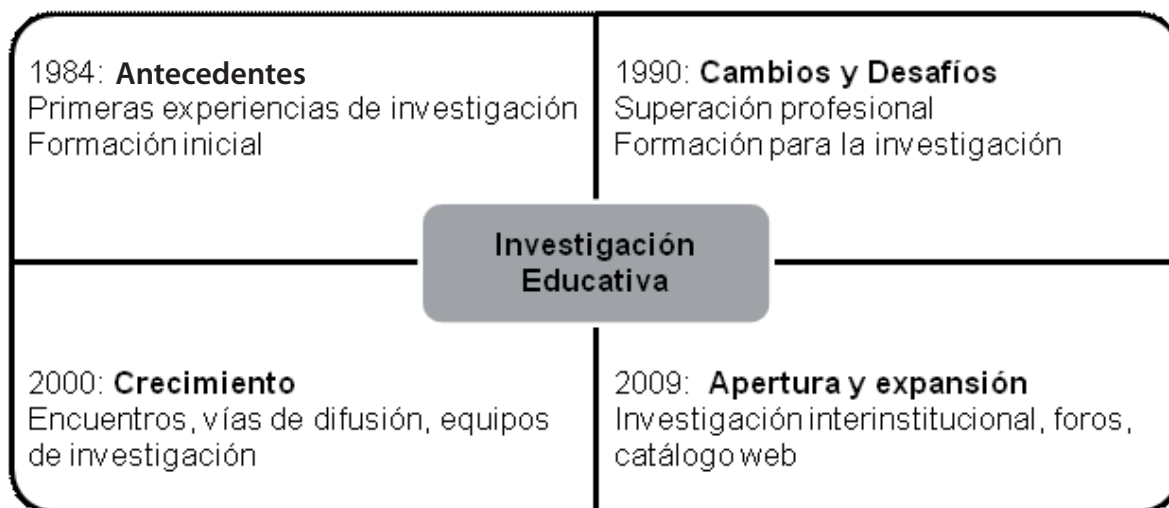 1984: Antecedentes
Primeras experiencias de investigación
Formación inicial
1990: Cambios y Desafíos
Superación profesional
Formación para la investigación
Investigación
Educativa
2000: Crecimiento
Encuentros, vías de difusión, equipos
de investigación
2009: Apertura y expansión
Investigación interinstitucional, foros,
catálogo web